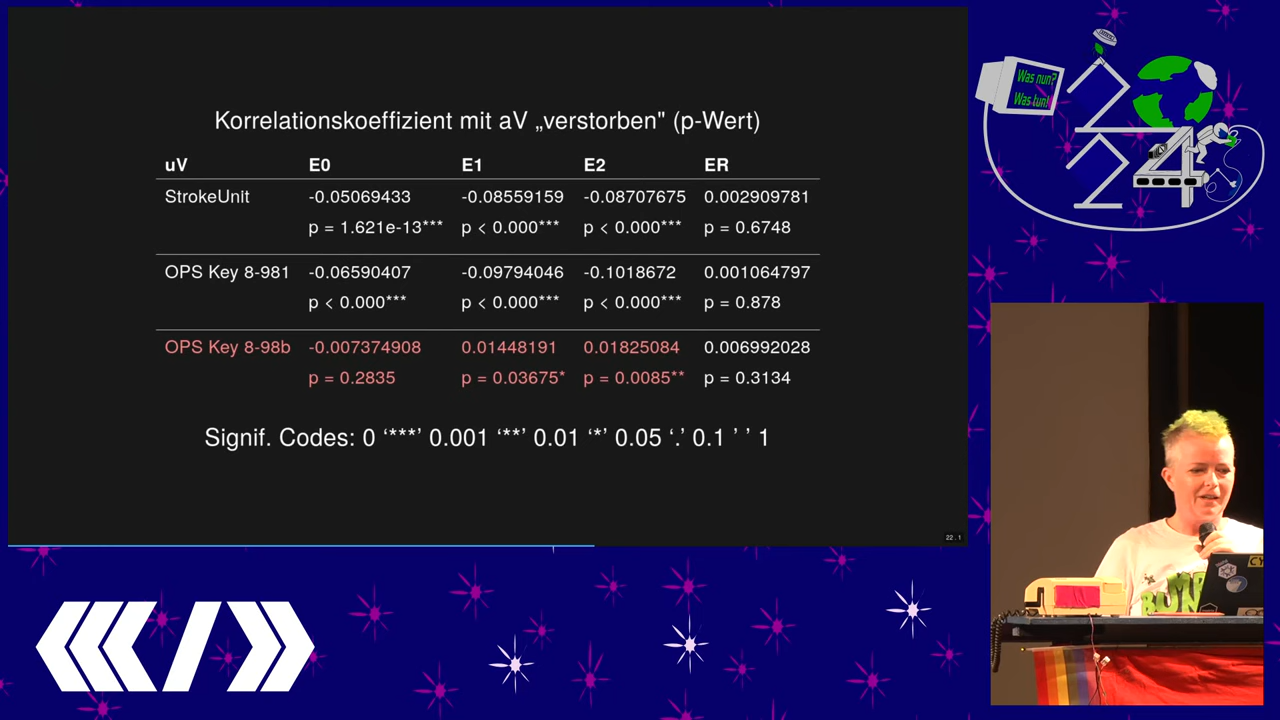 Korrelationskoeffizient mit aV „verstorben" (p-Wert)
uV E0 E1 E2 ER
StrokeUnit -0.05069433 -0.08559159 -0.08707675 0.002909781
p = 1.621e-13*** p < 0.000*** p < 0.000*** p = 0.6748
OPS Key 8-981 -0.06590407 -0.09794046 -0.1018672 0.001064797
p < 0.000*** p < 0.000*** p < 0.000*** p = 0.878
OPS Key 8-98b -0.007374908 0.01448191 0.01825084 0.006992028
p = 0.2835 p = 0.03675* p = 0.0085** p = 0.3134
Signif. Codes: 0 ‘***’ 0.001 ‘**’ 0.01 ‘*’ 0.05 ‘.’ 0.1 ’ ’ 1
22.1
Was nun?
Was tun!
2024